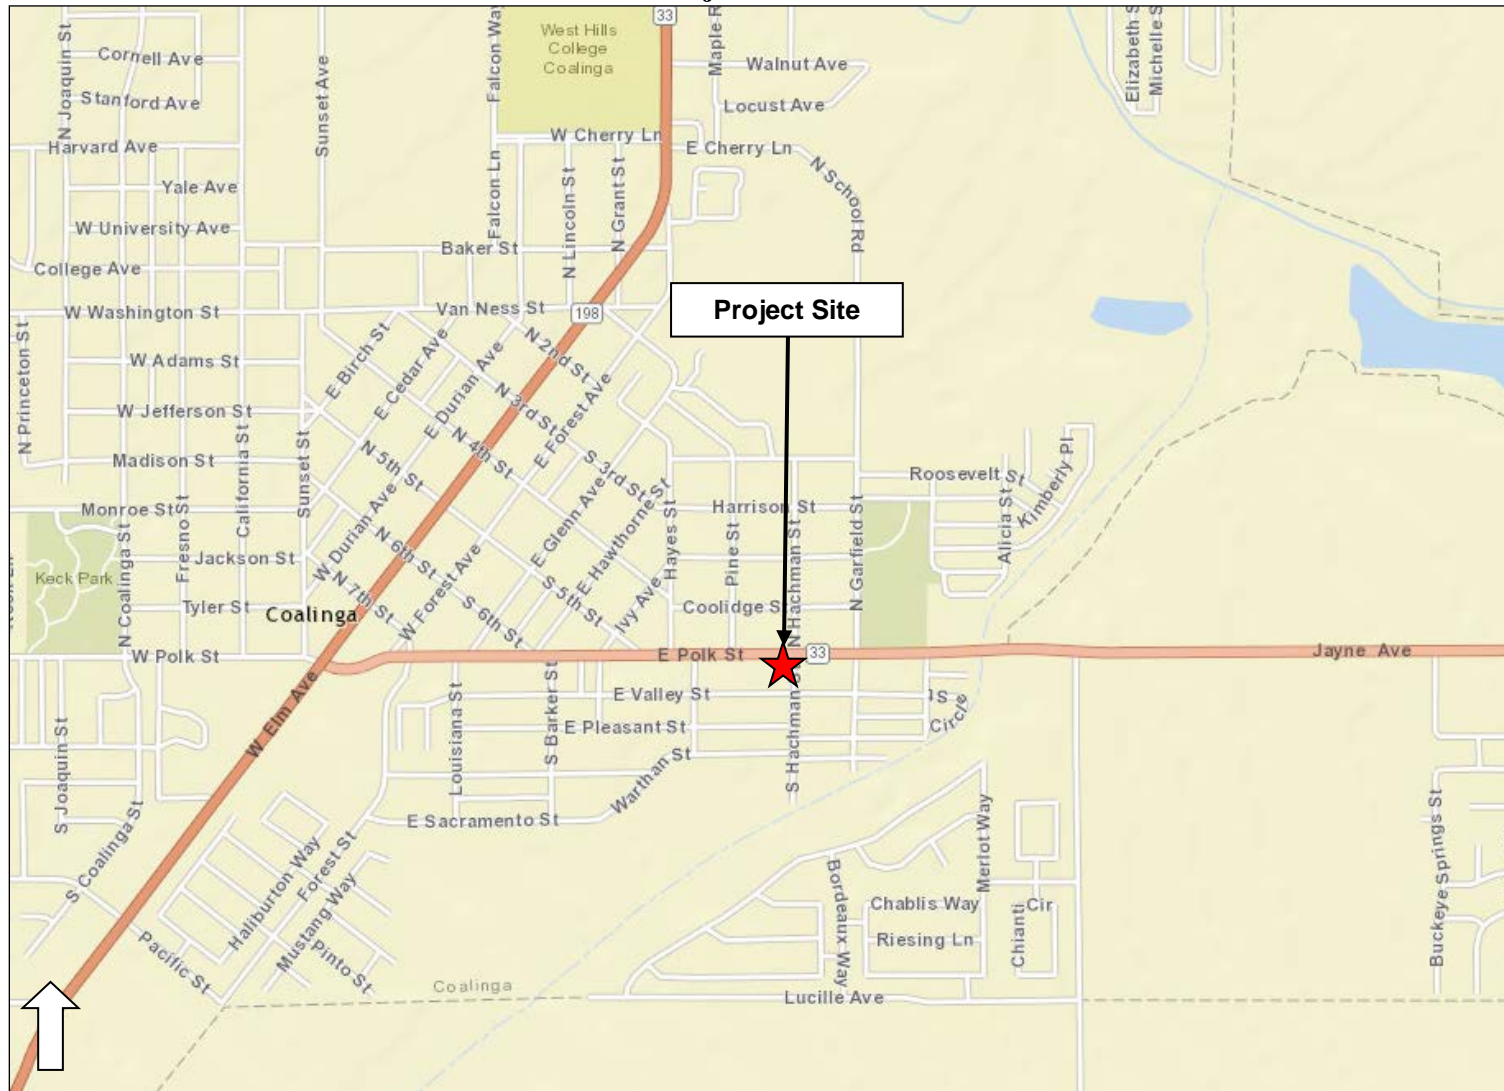 N Joaquin St
Cornell Ave
Stanford Ave
Harvard Ave
Yale Ave
W University Ave
College Ave
W Washington St
N Princeton St
W Adams St
W Jefferson St
Madison St
Monroe St
Jackson St
Tyler St
W Polk St
Keck Park
N Coalinga St
Fresno St
California St
Sunset St
Sunset Ave
Falcon Way
Falcon Ln
West Hills
College
Coalinga
33
Maple R
Walnut Ave
Locust Ave
W Cherry Ln
E Cherry Ln
N School Rd
N Lincoln St
N Grant St
Baker St
Van Ness St
198
Elizabeth S
Michelle S
Project Site
E Birch St
E Cedar Ave
E Durian Ave
N 2nd St
N 3rd St
S 3rd St
N 4th St
N 5th St
S 5th St
N 6th St
S 6th St
N 7th St
W Durian Ave
W Forest Ave
E Forest Ave
E Glenn Ave
E Hawthorne St
Ivy Ave
Hayes St
Pine St
Harrison St
Coolidge S
N Hachman St
N Garfield St
Roosevelt St
Alicia St
Kimberly Pl
Coalinga
E Polk St
33
Jayne Ave
E Valley St
E Pleasant St
Warthan St
E Sacramento St
Louisiana St
S Barker St
S Hachman S
S
Circle
W Elm Ave
S Joaquin St
S Coalinga St
Pacific St
Haliburton Way
Forest St
Mustang Way
Pinto St
Coalinga
Bordeaux Way
Merlot Way
Chablis Way
Riesing Ln
Chianti
Cir
Lucille Ave
Buckeye Springs St